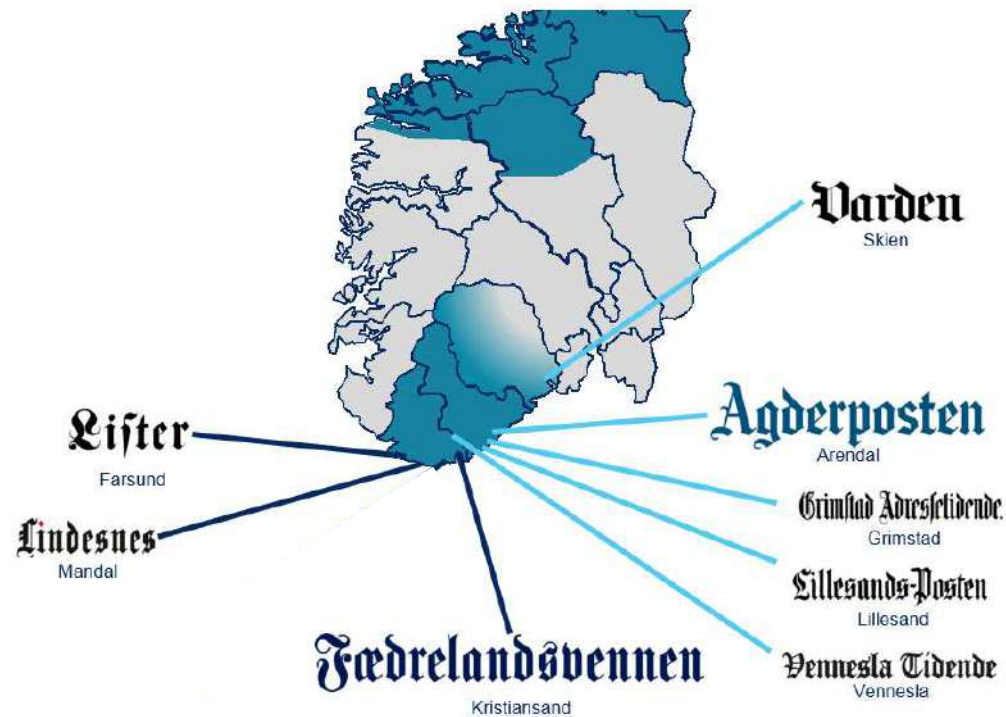 Varden
Skien
Agderposten
Arendal
Lister
Farsund
Grimstad Adressetidende.
Grimstad
Lindesnes
Mandal
Lillesands-Posten
Lillesand
Fædrelandsvennen
Kristiansand
Vennesla Tidende
Vennesla